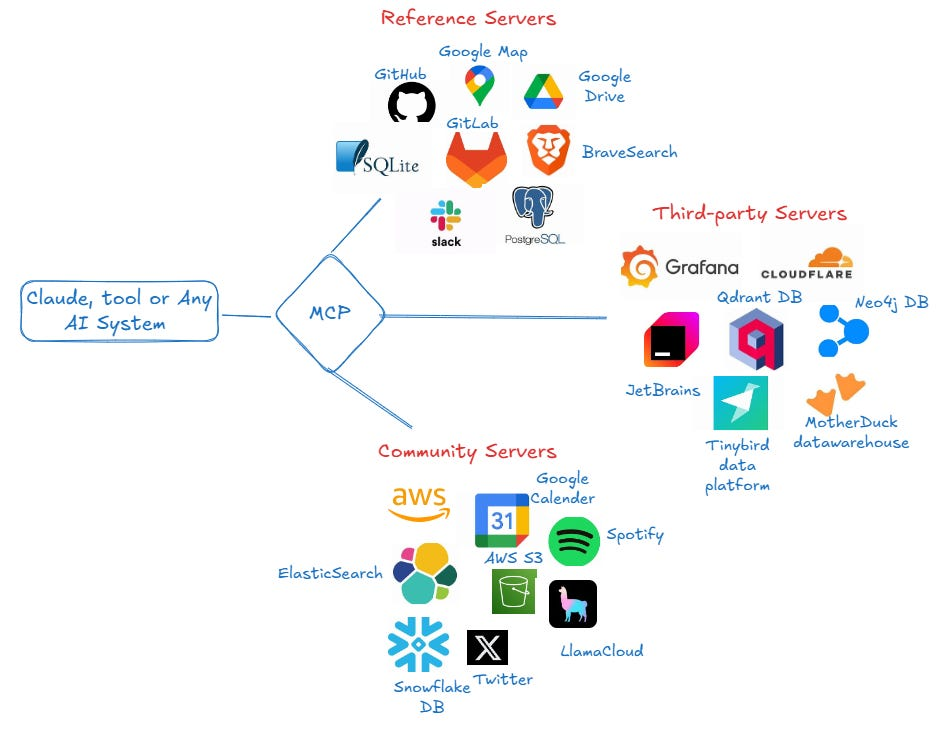 Reference Servers
Google Map
GitHub
Google
Drive
GitLab
SQLite
BraveSearch
slack
PostgreSQL
Third-party Servers
Grafana
CLOUDFLARE
Claude, tool or Any
AI System
MCP
Qdrant DB
Neo4j DB
JetBrains
MotherDuck
datawarehouse
Tinybird
data
platform
Community Servers
aws
Google
Calender
31
Spotify
AWS S3
ElasticSearch
LlamaCloud
Snowflake
DB
Twitter